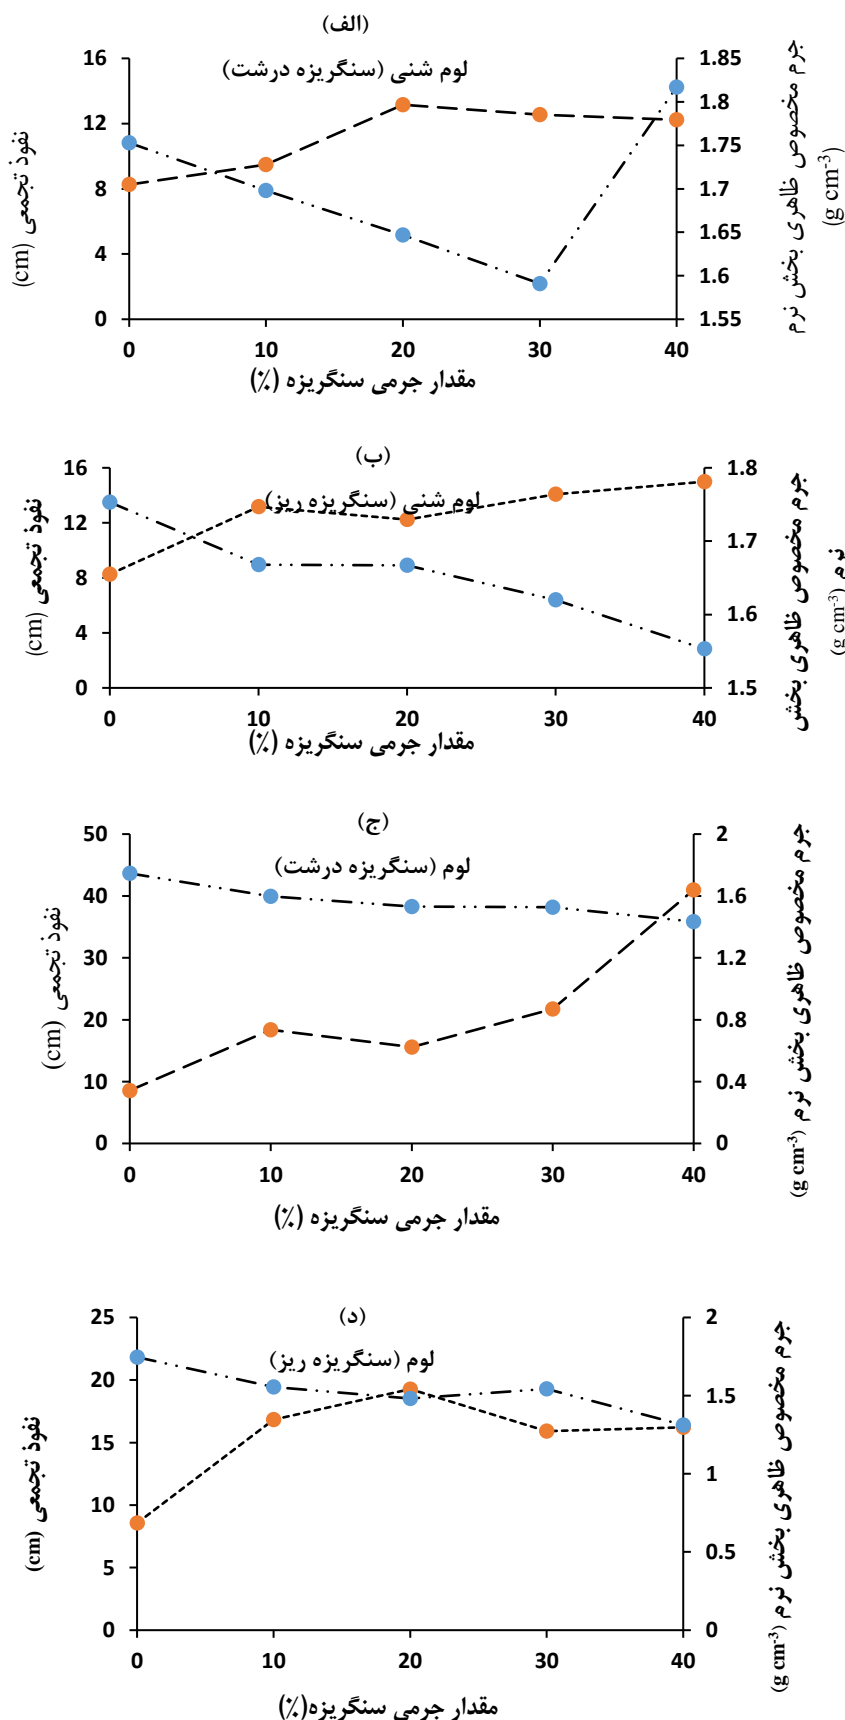 (الف)
لوم شنی (سنگریزه درشت)
16
12
8
4
0
1.85
1.8
1.75
1.7
1.65
1.6
1.55
0 10 20 30 40
نفوذ تجمعی (cm)
جرم مخصوص ظاهری بخش نرم
(g cm-3)
مقدار جرمی سنگریزه (٪)
(ب)
لوم شنی (سنگریزه ریز)
16
12
8
4
0
1.8
1.7
1.6
1.5
0 10 20 30 40
نفوذ تجمعی (cm)
جرم مخصوص ظاهری بخش
نرم (g cm-3)
مقدار جرمی سنگریزه (٪)
(ج)
لوم (سنگریزه درشت)
50
40
30
20
10
0
2
1.6
1.2
0.8
0.4
0
0 10 20 30 40
نفوذ تجمعی (cm)
جرم مخصوص ظاهری بخش نرم (g cm-3)
مقدار جرمی سنگریزه (٪)
(د)
لوم (سنگریزه ریز)
25
20
15
10
5
0
2
1.5
1
0.5
0
0 10 20 30 40
نفوذ تجمعی (cm)
جرم مخصوص ظاهری بخش نرم (g cm-3)
مقدار جرمی سنگریزه(٪)